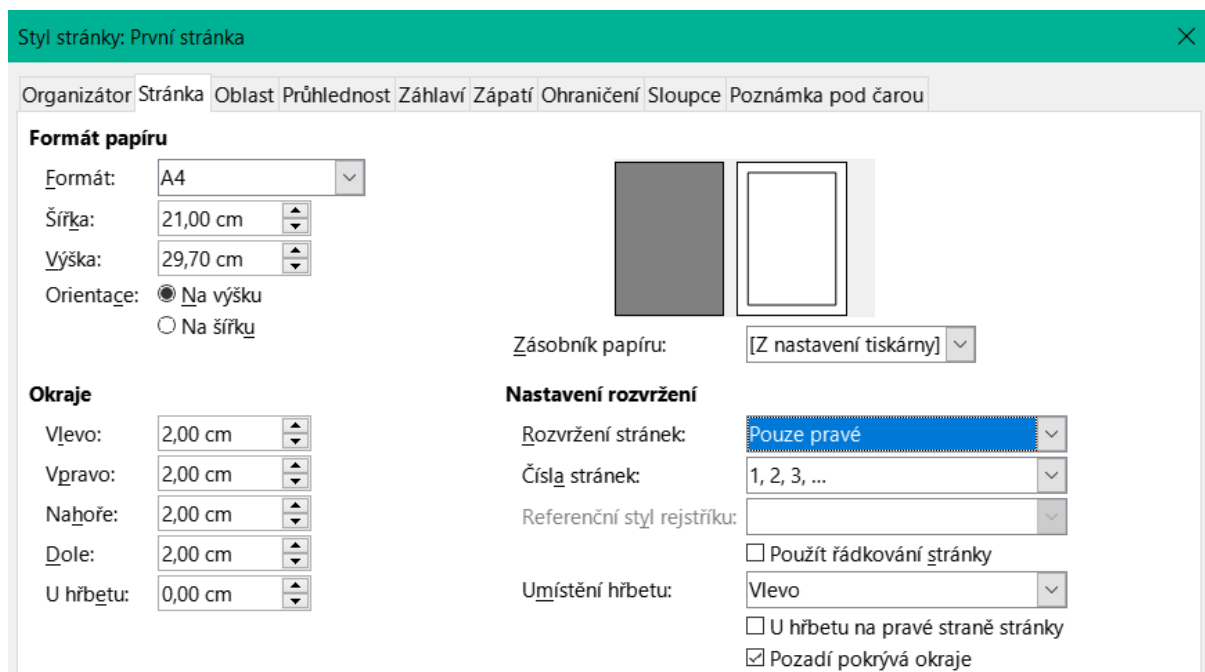 Styl stránky: První stránka
Organizátor Stránka Oblast Průhlednost Záhlaví Zápatí Ohraničení Sloupce Poznámka pod čarou
Formát papíru
Formát: A4
Šířka: 21,00 cm
Výška: 29,70 cm
Orientace: Na výšku
Na šířku
Zásobník papíru: [Z nastavení tiskárny]
Okraje
Vlevo: 2,00 cm
Vpravo: 2,00 cm
Nahoře: 2,00 cm
Dole: 2,00 cm
U hřbetu: 0,00 cm
Nastavení rozvržení
Rozvržení stránek: Pouze pravé
Čísla stránek: 1, 2, 3, ...
Referenční styl rejstříku:
Použít řádkování stránky
Umístění hřbetu: Vlevo
U hřbetu na pravé straně stránky
Pozadí pokrývá okraje